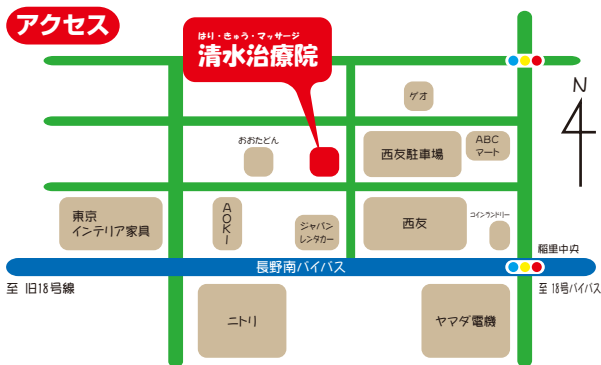 アクセス
はり・きゅう・マッサージ
清水治療院
N
ゲオ
おおたどん
西友駐車場
ABC
マート
東京
インテリア家具
AOKI
ジャパン
レンタカー
西友
コインランドリー
稲里中央
長野南バイパス
至 旧18号線
至 18号バイパス
ニトリ
ヤマダ電機